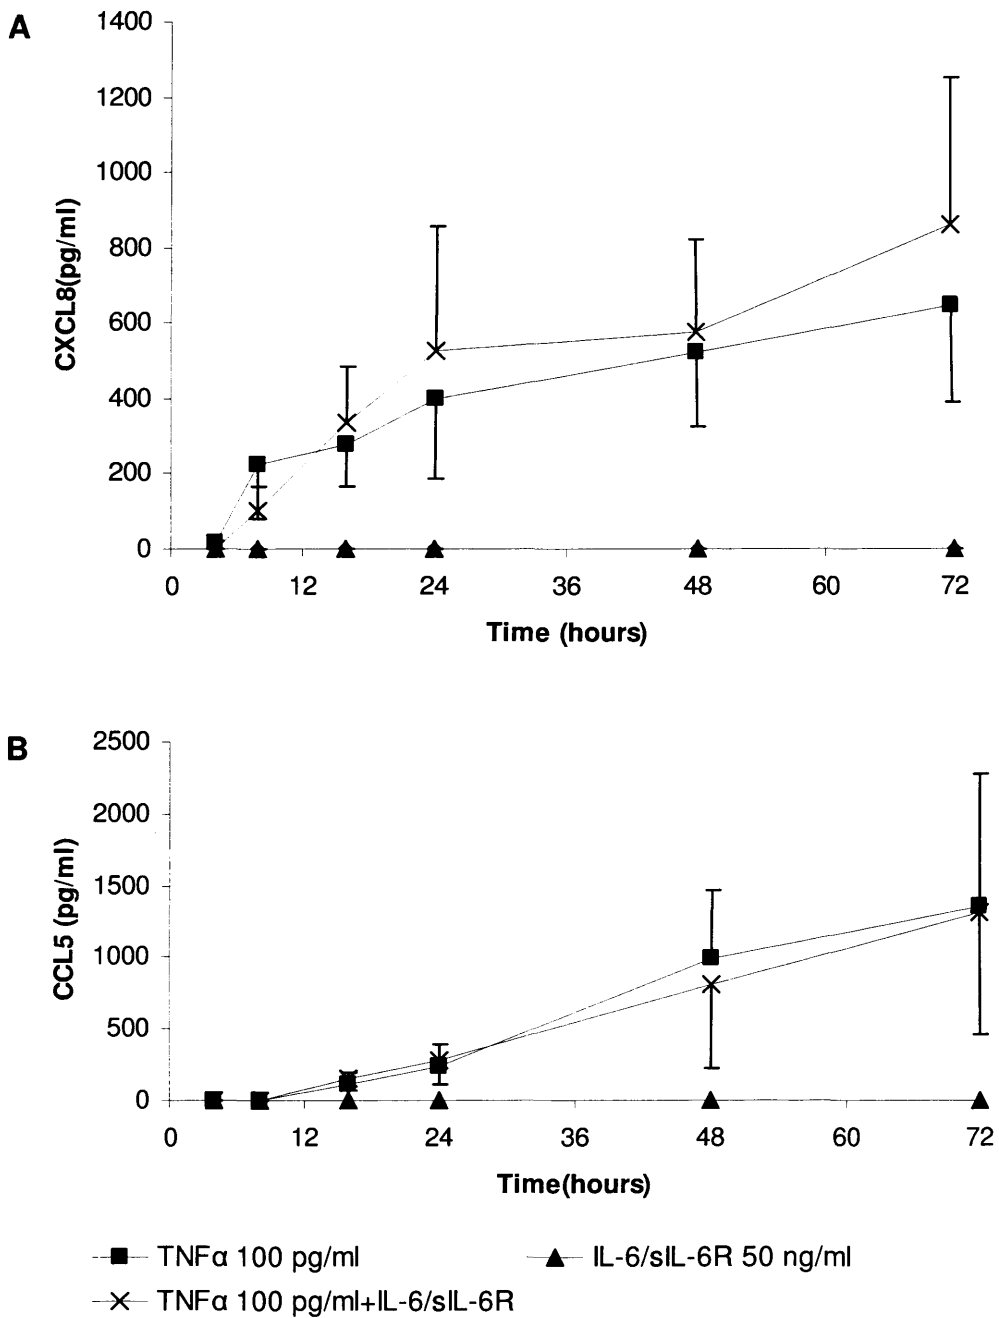 A
1400
1200
1000
800
600
400
200
0
CXCL8(pg/ml)
0 12 24 36 48 60 72
Time (hours)
B
2500
2000
1500
1000
500
0
CCL5 (pg/ml)
0 12 24 36 48 60 72
Time(hours)
TNFα 100 pg/ml IL-6/sIL-6R 50 ng/ml
TNFα 100 pg/ml+IL-6/sIL-6R